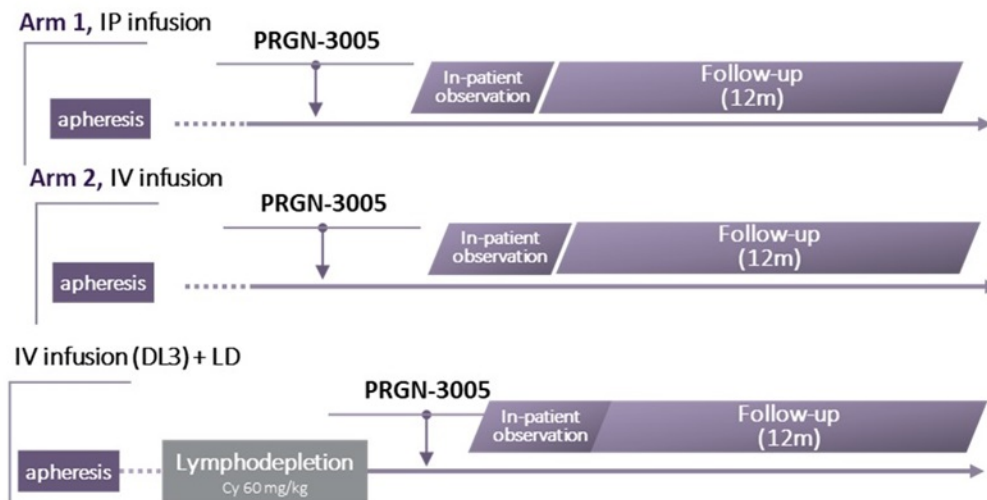 Arm 1, IP infusion
PRGN-3005
In-patient
observation
Follow-up
(12m)
apheresis
Arm 2, IV infusion
PRGN-3005
In-patient
observation
Follow-up
(12m)
apheresis
IV infusion (DL3) + LD
PRGN-3005
In-patient
observation
Follow-up
(12m)
apheresis
Lymphodepletion
Cy 60 mg/kg